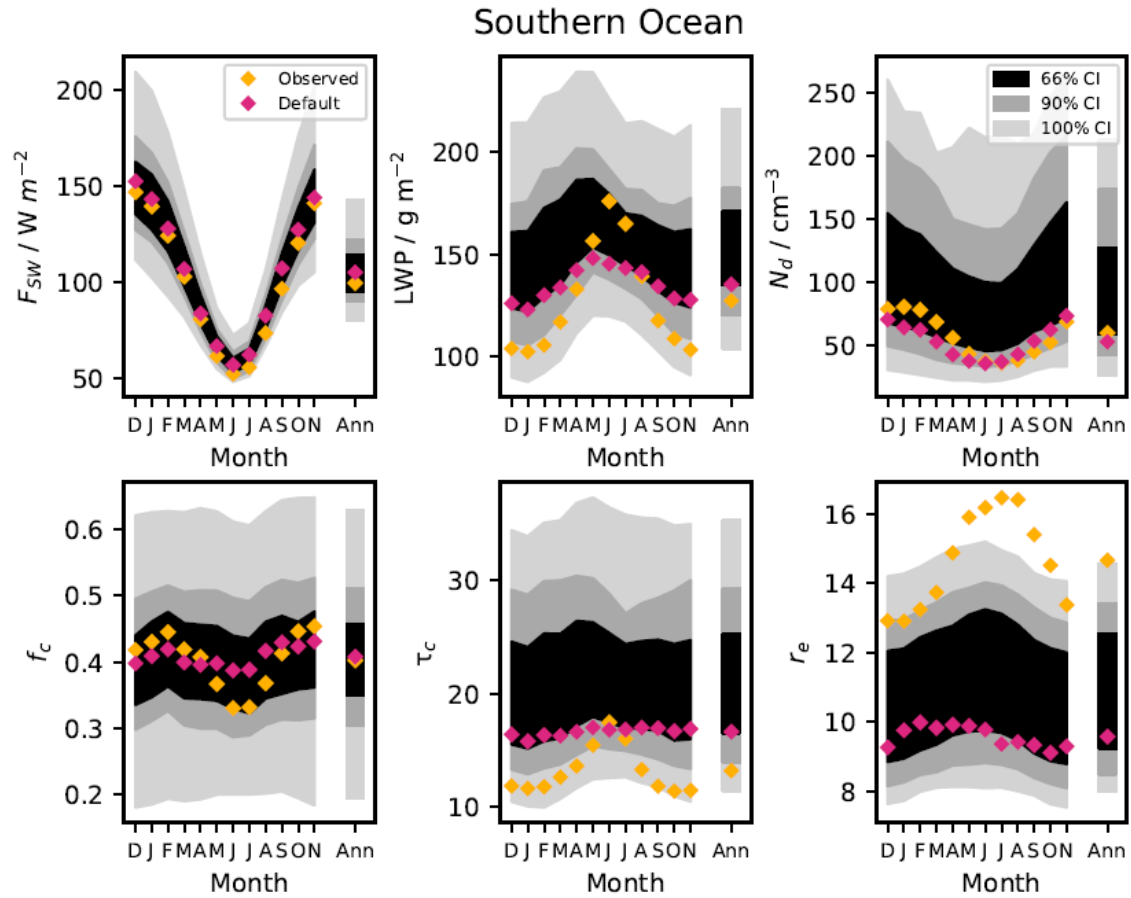 Southern Ocean
F_SW / W m⁻²
200
150
100
50
Observed
Default
D J F M A M J J A S O N Ann
Month
LWP / g m⁻²
200
150
100
D J F M A M J J A S O N Ann
Month
N_d / cm⁻³
250
200
150
100
50
66% CI
90% CI
100% CI
D J F M A M J J A S O N Ann
Month
f_c
0.6
0.5
0.4
0.3
0.2
D J F M A M J J A S O N Ann
Month
τ_c
30
20
10
D J F M A M J J A S O N Ann
Month
r_e
16
14
12
10
8
D J F M A M J J A S O N Ann
Month